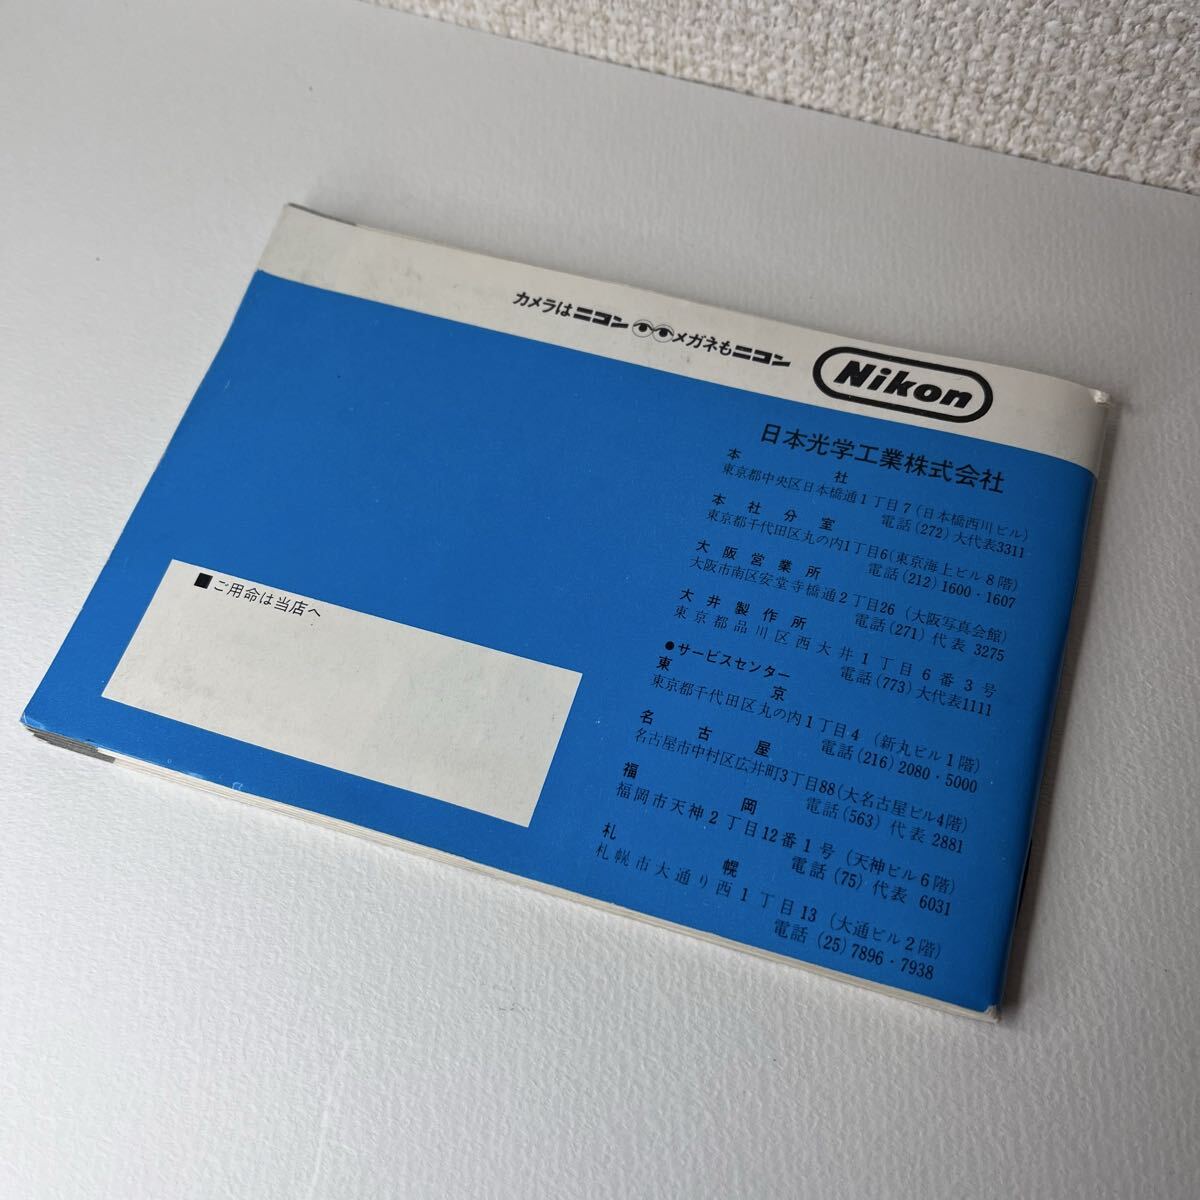 カメラはニコン メガネもニコン
Nikon
日本光学工業株式会社
本社
東京都中央区日本橋通1丁目7(日本橋西川ビル)
電話(272)大代表3311
本社分室
東京都千代田区丸の内1丁目6(東京海上ビル8階)
電話(212)1600・1607
大阪営業所
大阪市南区安堂寺橋通2丁目26(大阪写真会館)
電話(271)代表3275
大井製作所
東京都品川区西大井1丁目6番3号
電話(773)大代表1111
●サービスセンター
東京
東京都千代田区丸の内1丁目4(新丸ビル1階)
電話(216)2080・5000
名古屋
名古屋市中村区広井町3丁目88(大名古屋ビル4階)
電話(563)代表2881
福岡
福岡市天神2丁目12番1号(天神ビル6階)
電話(75)代表6031
札幌
札幌市大通り西1丁目13(大通ビル2階)
電話(25)7896・7938
■ご用命は当店へ